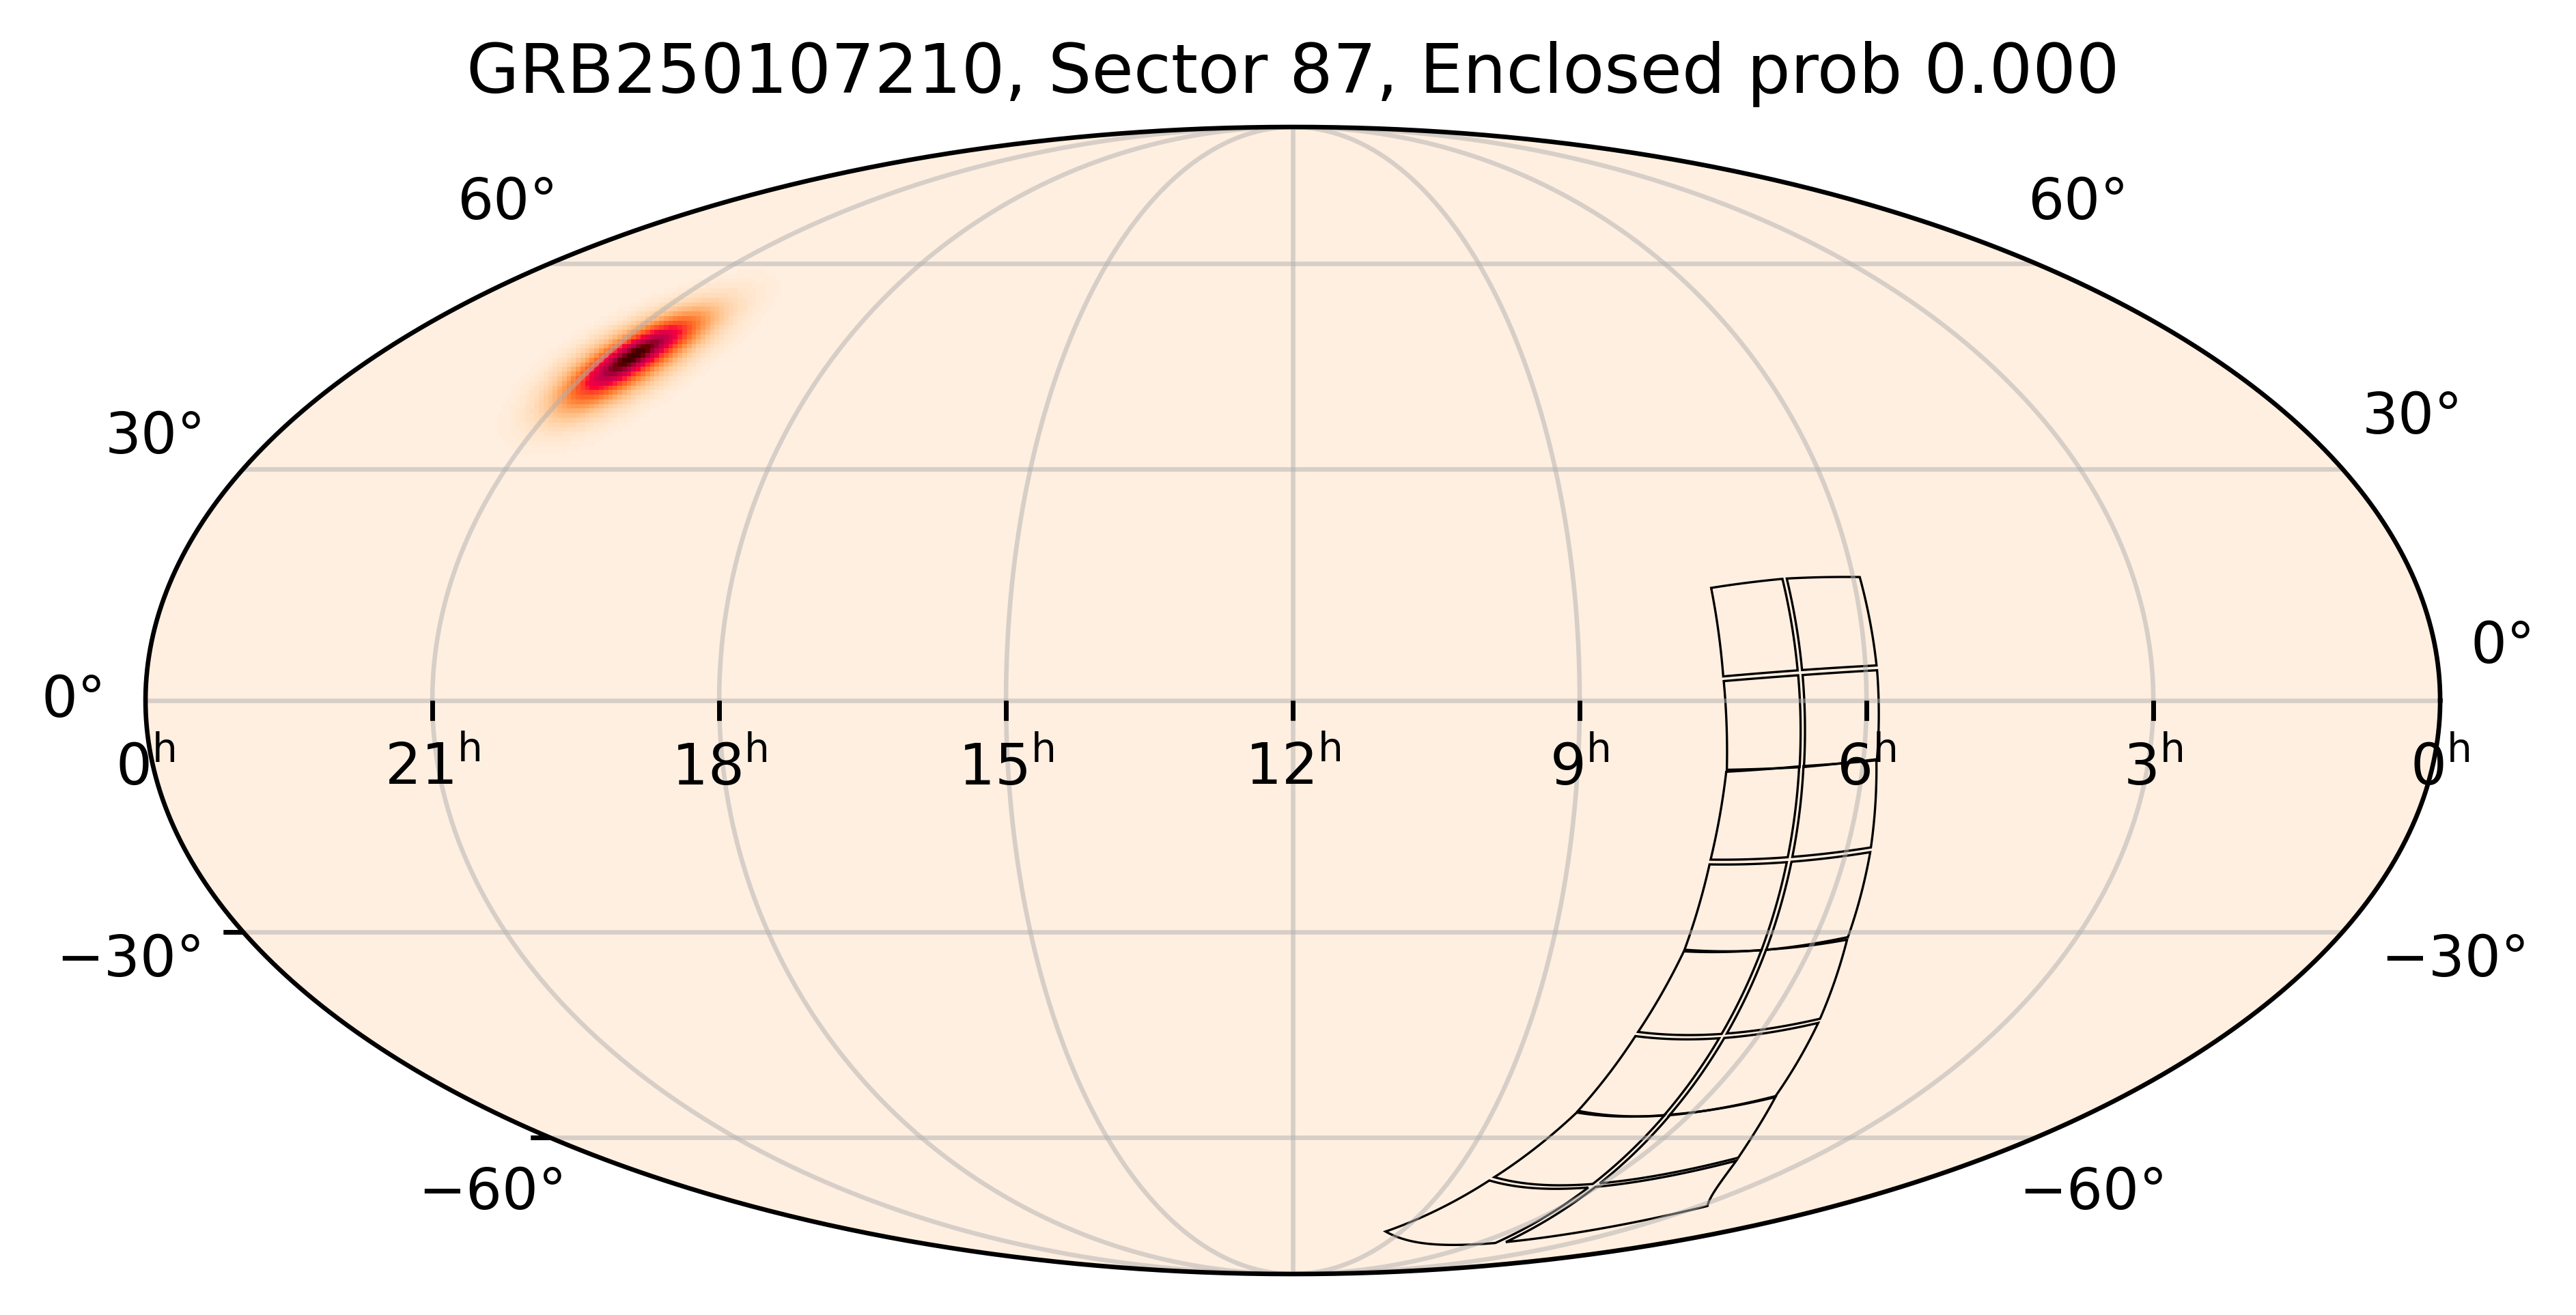 GRB250107210, Sector 87, Enclosed prob 0.000
60° 60°
30° 30°
0° 0°
0ʰ 21ʰ 18ʰ 15ʰ 12ʰ 9ʰ 6ʰ 3ʰ 0ʰ
−30° −30°
−60° −60°